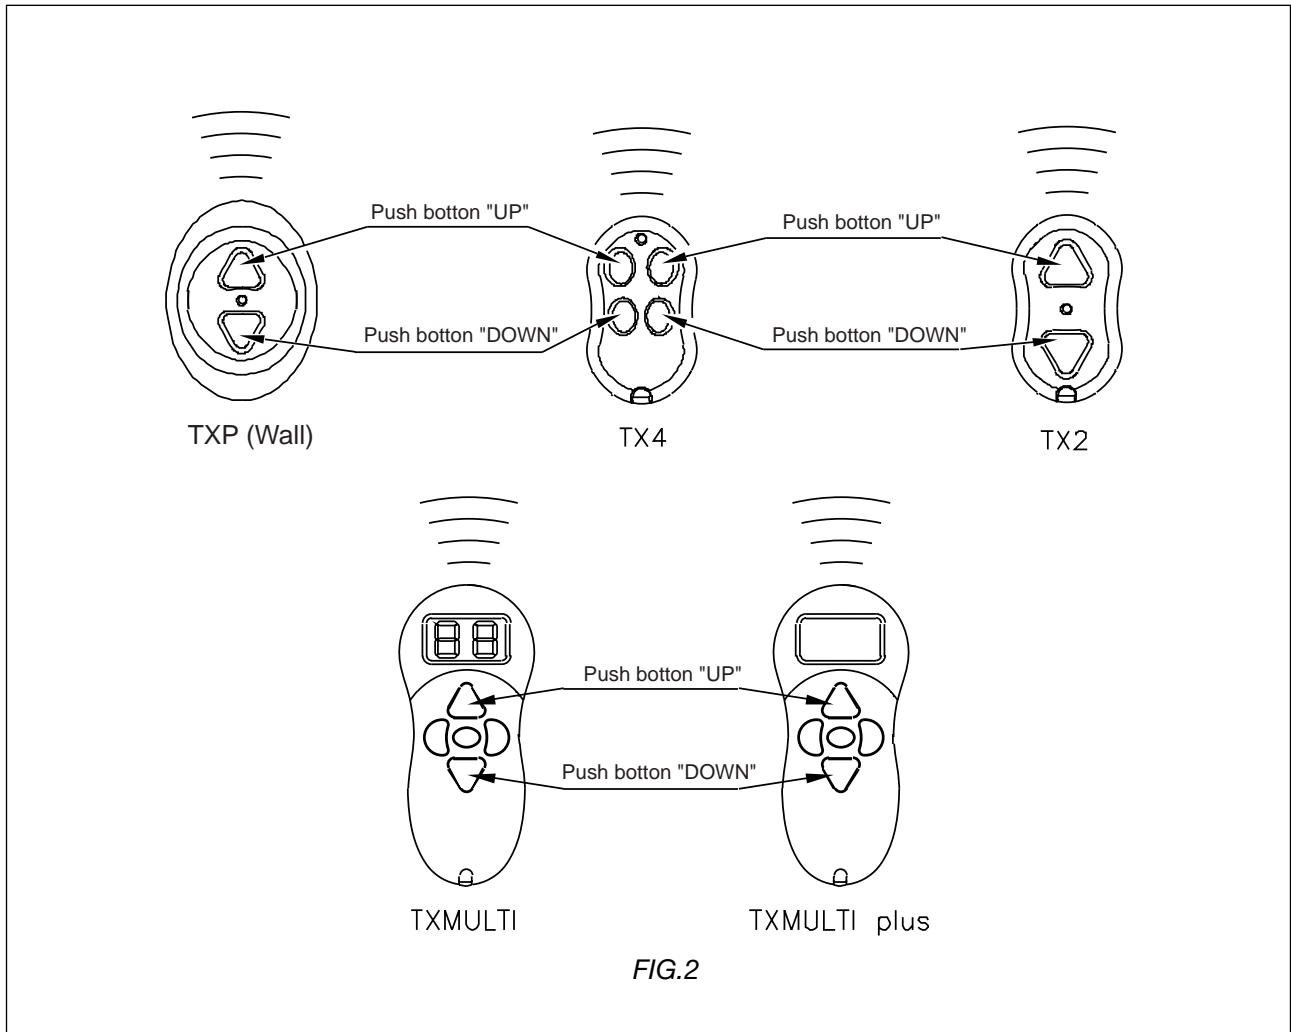 Push botton "UP"
Push botton "UP"
Push botton "DOWN"
Push botton "DOWN"
TXP (Wall)
TX4
TX2
88
Push botton "UP"
Push botton "DOWN"
TXMULTI
TXMULTI plus
FIG.2